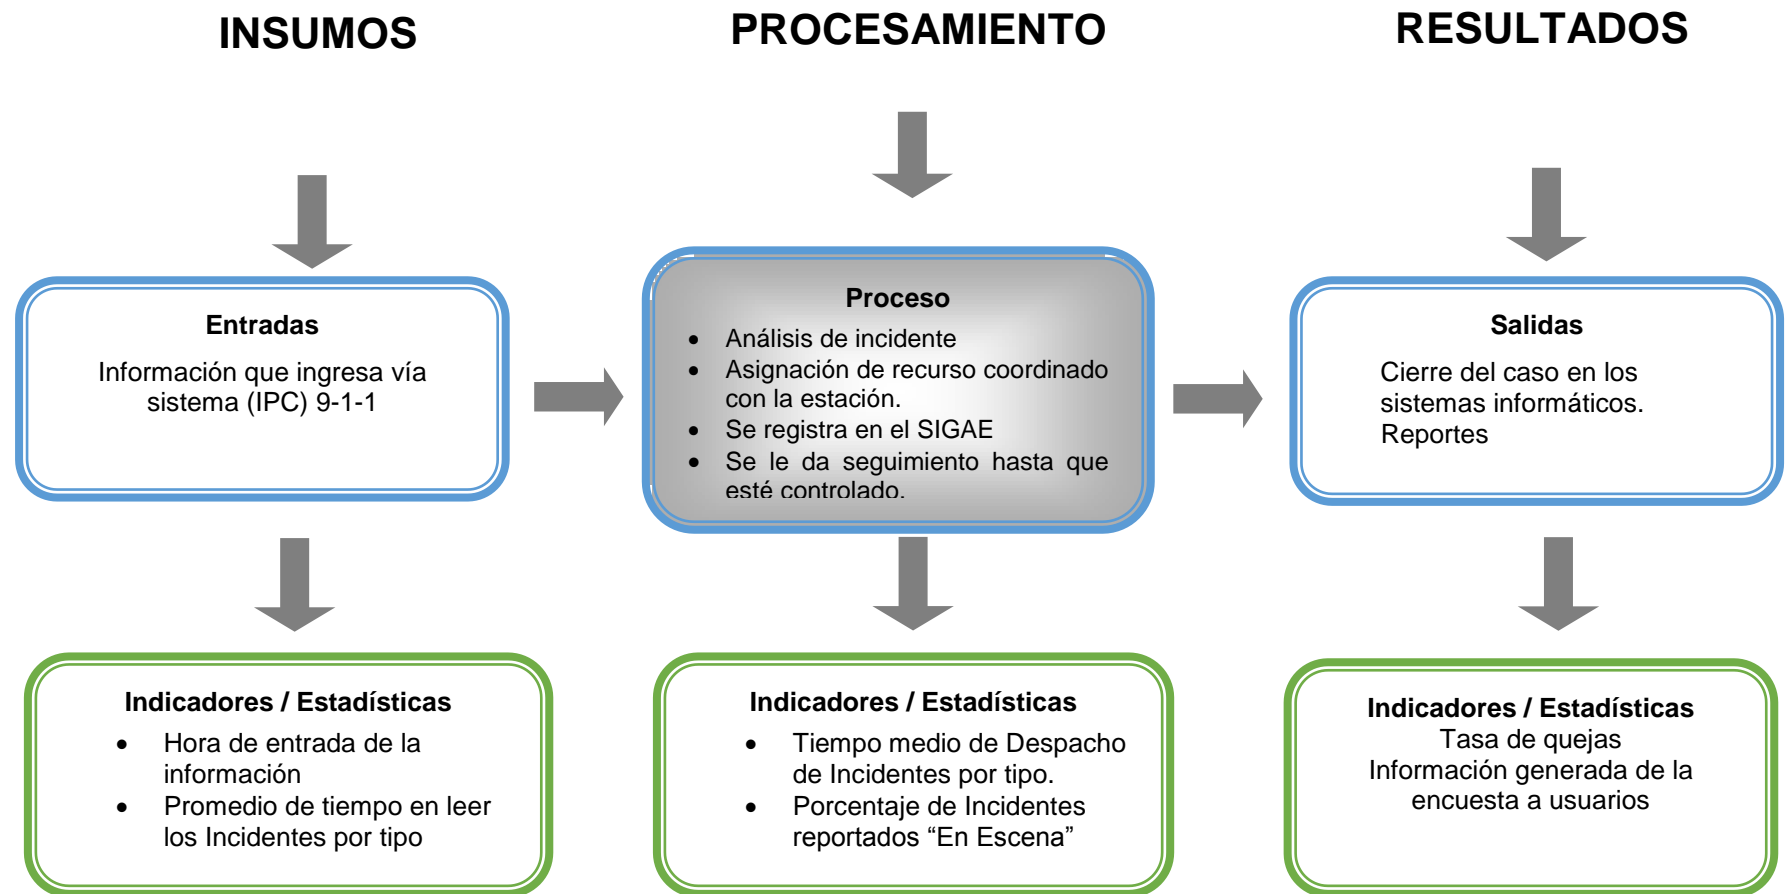 INSUMOS
PROCESAMIENTO
RESULTADOS
Entradas
Información que ingresa vía
sistema (IPC) 9-1-1
Proceso
• Análisis de incidente
• Asignación de recurso coordinado
con la estación.
• Se registra en el SIGAE
• Se le da seguimiento hasta que
esté controlado.
Salidas
Cierre del caso en los
sistemas informáticos.
Reportes
Indicadores / Estadísticas
• Hora de entrada de la
información
• Promedio de tiempo en leer
los Incidentes por tipo
Indicadores / Estadísticas
• Tiempo medio de Despacho
de Incidentes por tipo.
• Porcentaje de Incidentes
reportados “En Escena”
Indicadores / Estadísticas
Tasa de quejas
Información generada de la
encuesta a usuarios